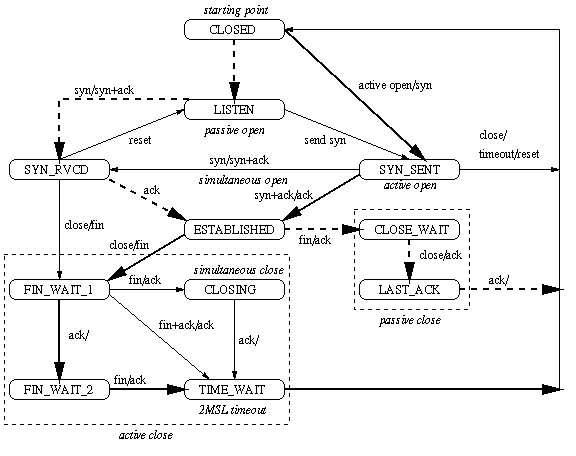 starting point
CLOSED
syn/syn+ack
active open/syn
LISTEN
passive open
reset
send syn
close/
timeout/reset
SYN_RVCD
syn/syn+ack
simultaneous open
SYN_SENT
active open
ack
syn+ack/ack
close/fin
ESTABLISHED
fin/ack
CLOSE_WAIT
close/fin
close/ack
simultaneous close
fin/ack
FIN_WAIT_1
CLOSING
LAST_ACK
ack/
passive close
fin+ack/ack
ack/
ack/
FIN_WAIT_2
fin/ack
TIME_WAIT
2MSL timeout
active close